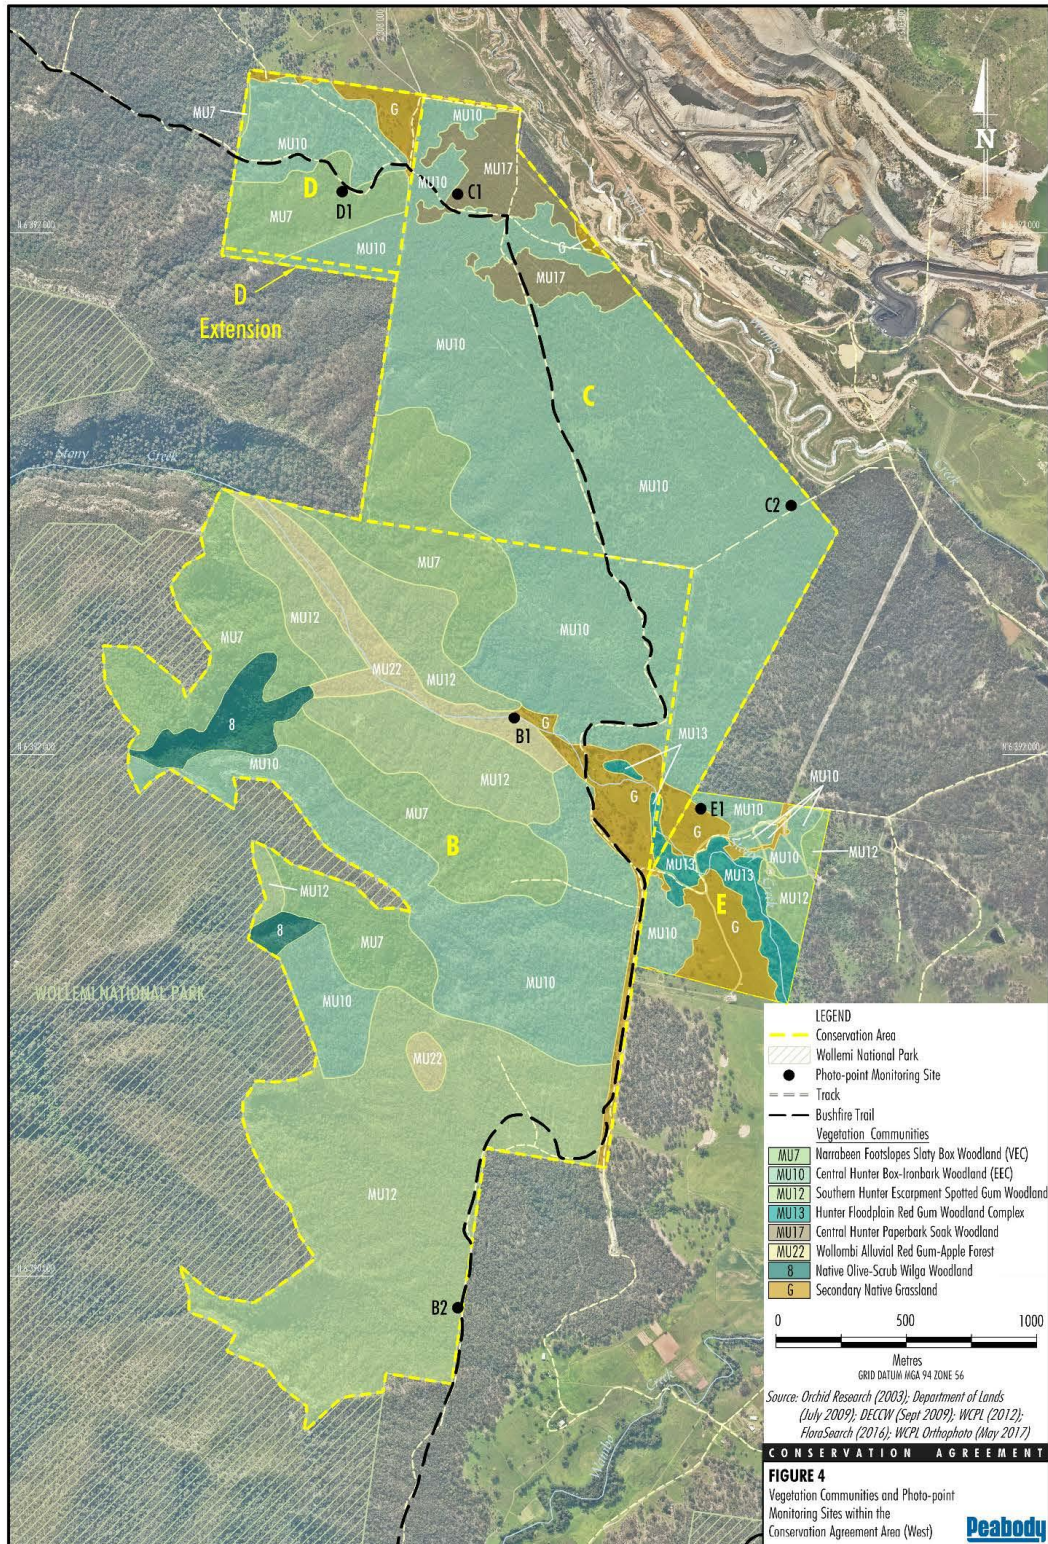 N
MU7
G
MU10
MU10
MU17
MU10
D
D1
C1
MU7
N 6 393 000
MU10
G
MU17
D
Extension
MU10
C
MU10
C2
Stony Creek
MU7
MU12
MU10
MU7
MU22
MU12
8
B1
G
MU13
MU10
MU12
N 6 392 000
MU10
MU7
G
E1
MU10
G
B
MU10
MU12
MU13
MU13
MU12
MU12
E
8
MU7
G
MU10
WOLLEMI NATIONAL PARK
MU10
MU10
MU22
MU12
B2
Wambo
LEGEND
Conservation Area
Wollemi National Park
Photo-point Monitoring Site
Track
Bushfire Trail
Vegetation Communities
MU7 Narrabeen Footslopes Slaty Box Woodland (VEC)
MU10 Central Hunter Box-Ironbark Woodland (EEC)
MU12 Southern Hunter Escarpment Spotted Gum Woodland
MU13 Hunter Floodplain Red Gum Woodland Complex
MU17 Central Hunter Paperbark Soak Woodland
MU22 Wollombi Alluvial Red Gum-Apple Forest
8 Native Olive-Scrub Wilga Woodland
G Secondary Native Grassland
0 500 1000
Metres
GRID DATUM MGA 94 ZONE 56
Source: Orchid Research (2003); Department of Lands
(July 2009); DECCW (Sept 2009); WCPL (2012);
FloraSearch (2016); WCPL Orthophoto (May 2017)
CONSERVATION AGREEMENT
FIGURE 4
Vegetation Communities and Photo-point
Monitoring Sites within the
Conservation Agreement Area (West)
Peabody